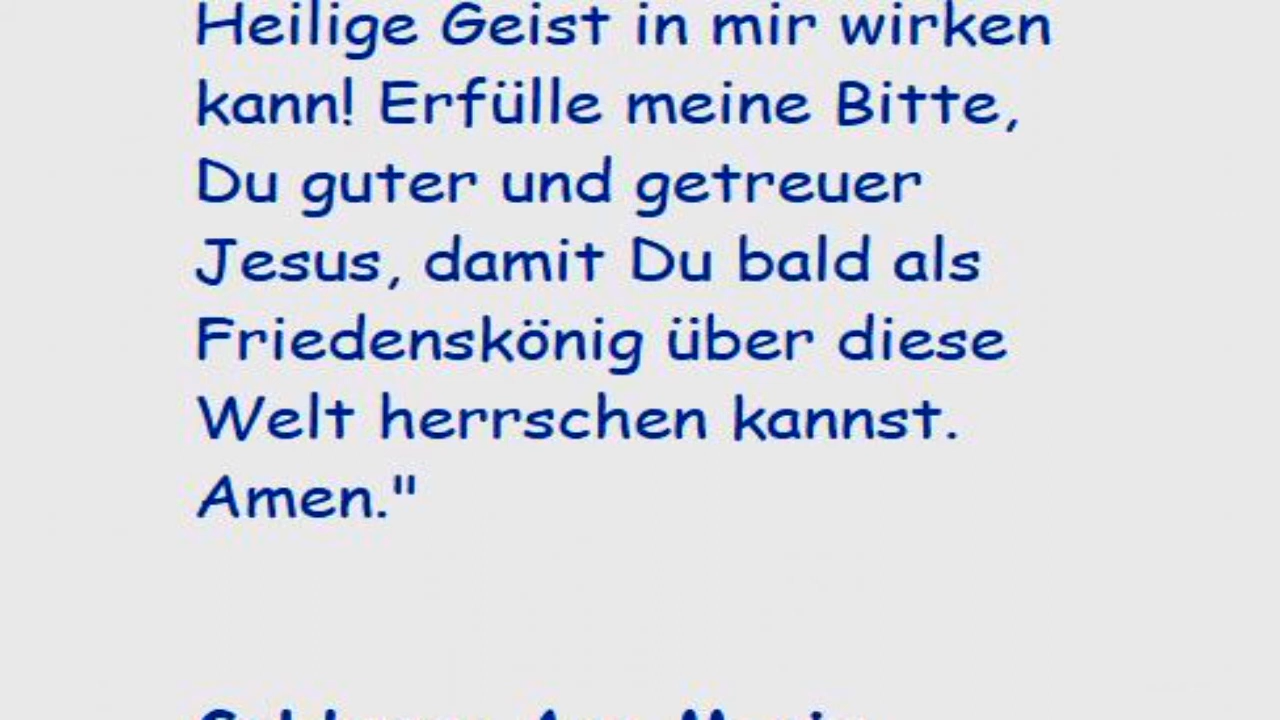 Heilige Geist in mir wirken
kann! Erfülle meine Bitte,
Du guter und getreuer
Jesus, damit Du bald als
Friedenskönig über diese
Welt herrschen kannst.
Amen."